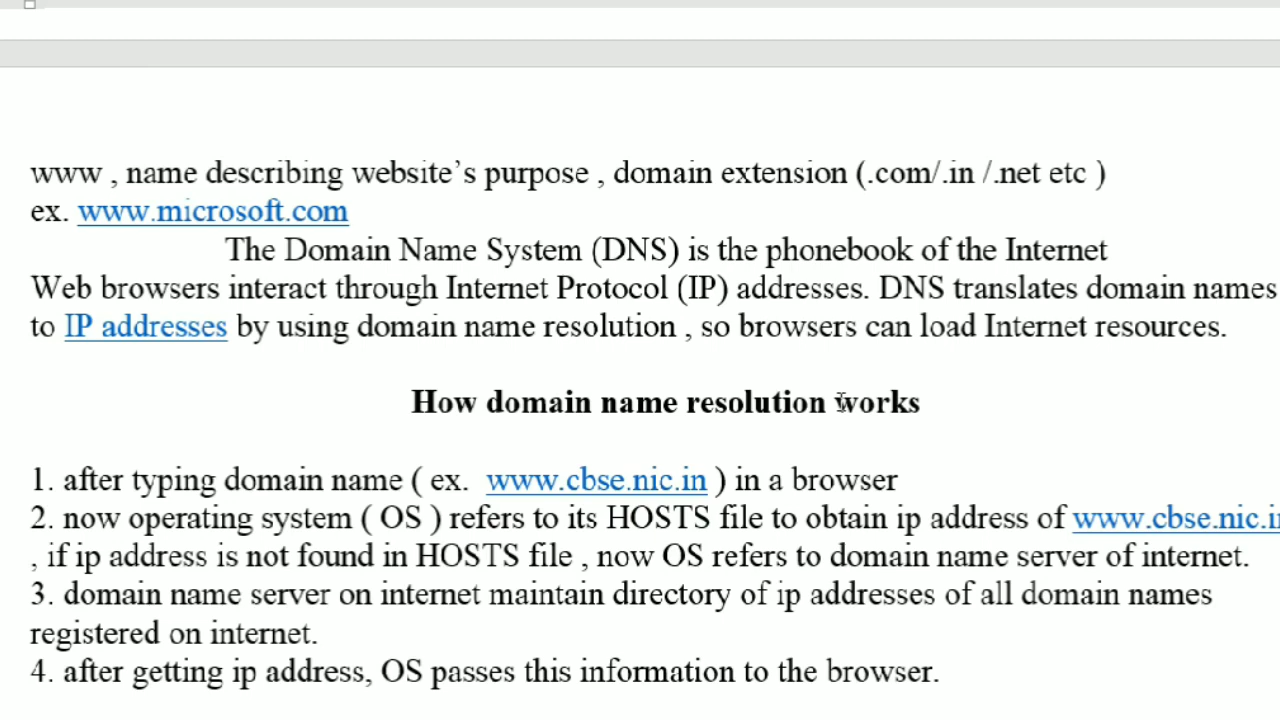 www , name describing website’s purpose , domain extension (.com/.in /.net etc )
ex. www.microsoft.com
The Domain Name System (DNS) is the phonebook of the Internet
Web browsers interact through Internet Protocol (IP) addresses. DNS translates domain names
to IP addresses by using domain name resolution , so browsers can load Internet resources.
How domain name resolution works
1. after typing domain name ( ex. www.cbse.nic.in ) in a browser
2. now operating system ( OS ) refers to its HOSTS file to obtain ip address of www.cbse.nic.in
, if ip address is not found in HOSTS file , now OS refers to domain name server of internet.
3. domain name server on internet maintain directory of ip addresses of all domain names
registered on internet.
4. after getting ip address, OS passes this information to the browser.